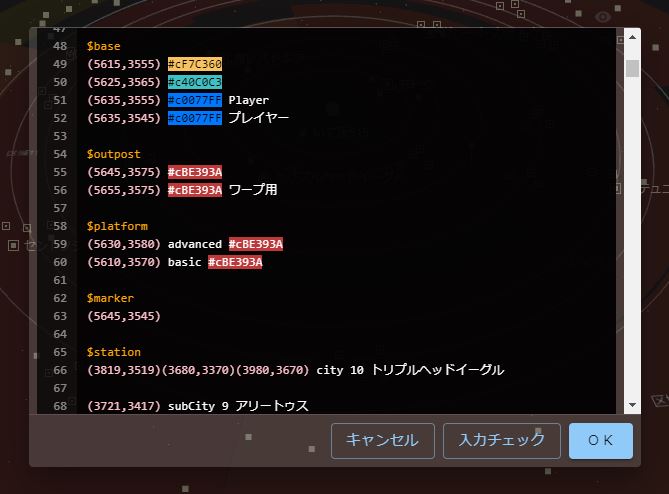 47
48 $base
49 (5615,3555) #cF7C360
50 (5625,3565) #c40C0C3
51 (5635,3555) #c0077FF Player
52 (5635,3545) #c0077FF プレイヤー
53
54 $outpost
55 (5645,3575) #cBE393A
56 (5655,3575) #cBE393A ワープ用
57
58 $platform
59 (5630,3580) advanced #cBE393A
60 (5610,3570) basic #cBE393A
61
62 $marker
63 (5645,3545)
64
65 $station
66 (3819,3519)(3680,3370)(3980,3670) city 10 トリプルヘッドイーグル
67
68 (3721,3417) subCity 9 アリートゥス
キャンセル
入力チェック
OK